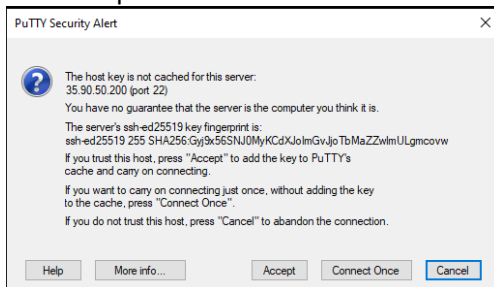 PuTTY Security Alert
The host key is not cached for this server:
35.90.50.200 (port 22)
You have no guarantee that the server is the computer you think it is.
The server's ssh-ed25519 key fingerprint is:
ssh-ed25519 255 SHA256:Gyj9x56SNJ0MyKCdXJolmGvJjoTbMaZZwlmULgmcovw
If you trust this host, press "Accept" to add the key to PuTTY's
cache and carry on connecting.
If you want to carry on connecting just once, without adding the key
to the cache, press "Connect Once".
If you do not trust this host, press "Cancel" to abandon the connection.
Help More info... Accept Connect Once Cancel